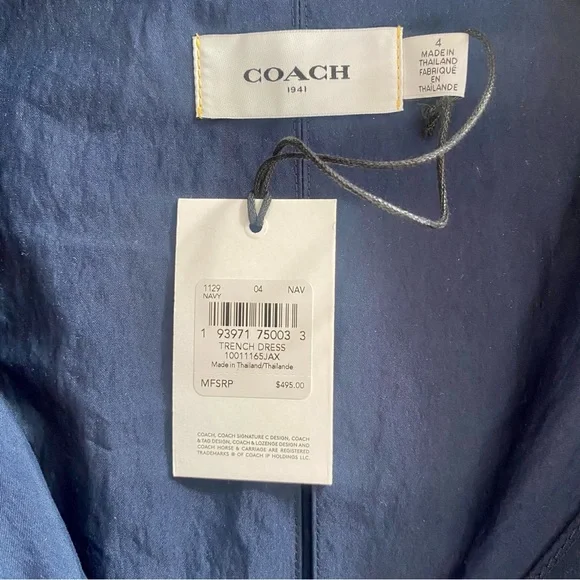 COACH
1941
4
MADE IN
THAILAND
FABRIQUÉ
EN
THAÏLANDE
1129 04 NAV
NAVY
1 93971 75003 3
TRENCH DRESS
10011165JAX
Made in Thailand/Thaïlande
MFSRP $495.00
COACH, COACH SIGNATURE C DESIGN, COACH
& TAG DESIGN, COACH & LOZENGE DESIGN AND
COACH HORSE & CARRIAGE ARE REGISTERED
TRADEMARKS ® OF COACH IP HOLDINGS LLC.